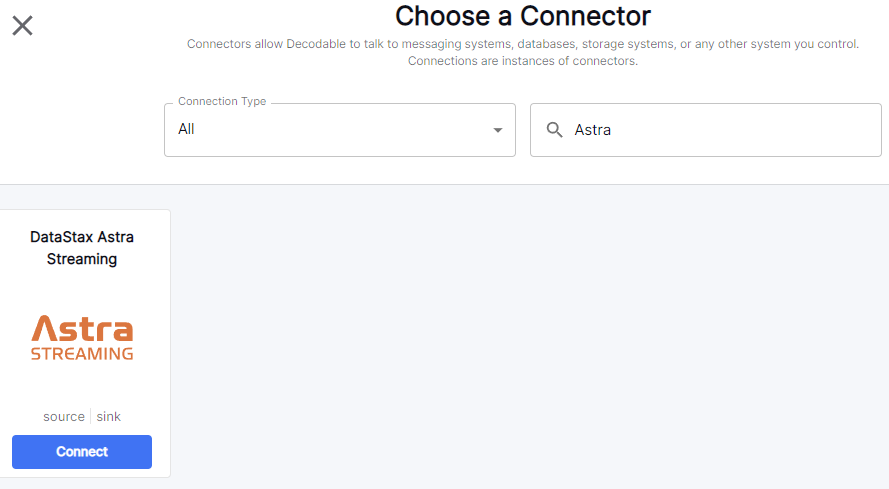 Choose a Connector
Connectors allow Decodable to talk to messaging systems, databases, storage systems, or any other system you control.
Connections are instances of connectors.
Connection Type
All
Astra
DataStax Astra
Streaming
Astra
STREAMING
source | sink
Connect